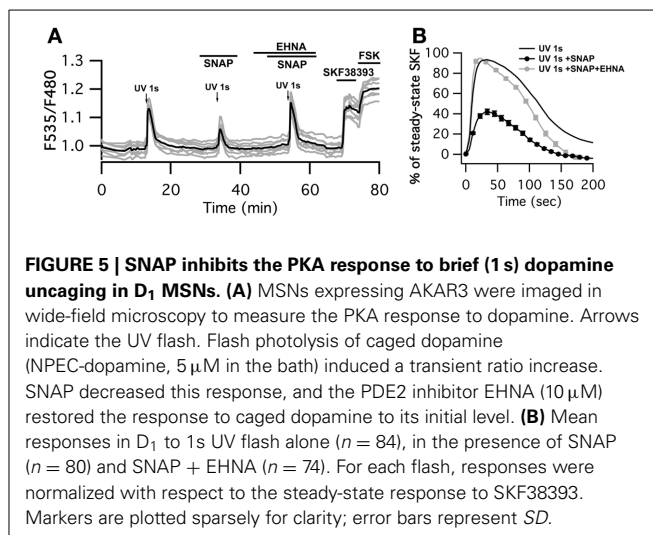 A
EHNA
SNAP
SNAP
FSK
SKF38393
UV 1s
UV 1s
UV 1s
F535/F480
1.3
1.2
1.1
1.0
0
20
40
60
80
Time (min)
B
UV 1s
UV 1s +SNAP
UV 1s +SNAP+EHNA
% of steady-state SKF
100
80
60
40
20
0
0
50
100
150
200
Time (sec)
FIGURE 5 | SNAP inhibits the PKA response to brief (1 s) dopamine
uncaging in D₁ MSNs. (A) MSNs expressing AKAR3 were imaged in
wide-field microscopy to measure the PKA response to dopamine. Arrows
indicate the UV flash. Flash photolysis of caged dopamine
(NPEC-dopamine, 5 μM in the bath) induced a transient ratio increase.
SNAP decreased this response, and the PDE2 inhibitor EHNA (10 μM)
restored the response to caged dopamine to its initial level. (B) Mean
responses in D₁ to 1s UV flash alone (n = 84), in the presence of SNAP
(n = 80) and SNAP + EHNA (n = 74). For each flash, responses were
normalized with respect to the steady-state response to SKF38393.
Markers are plotted sparsely for clarity; error bars represent SD.